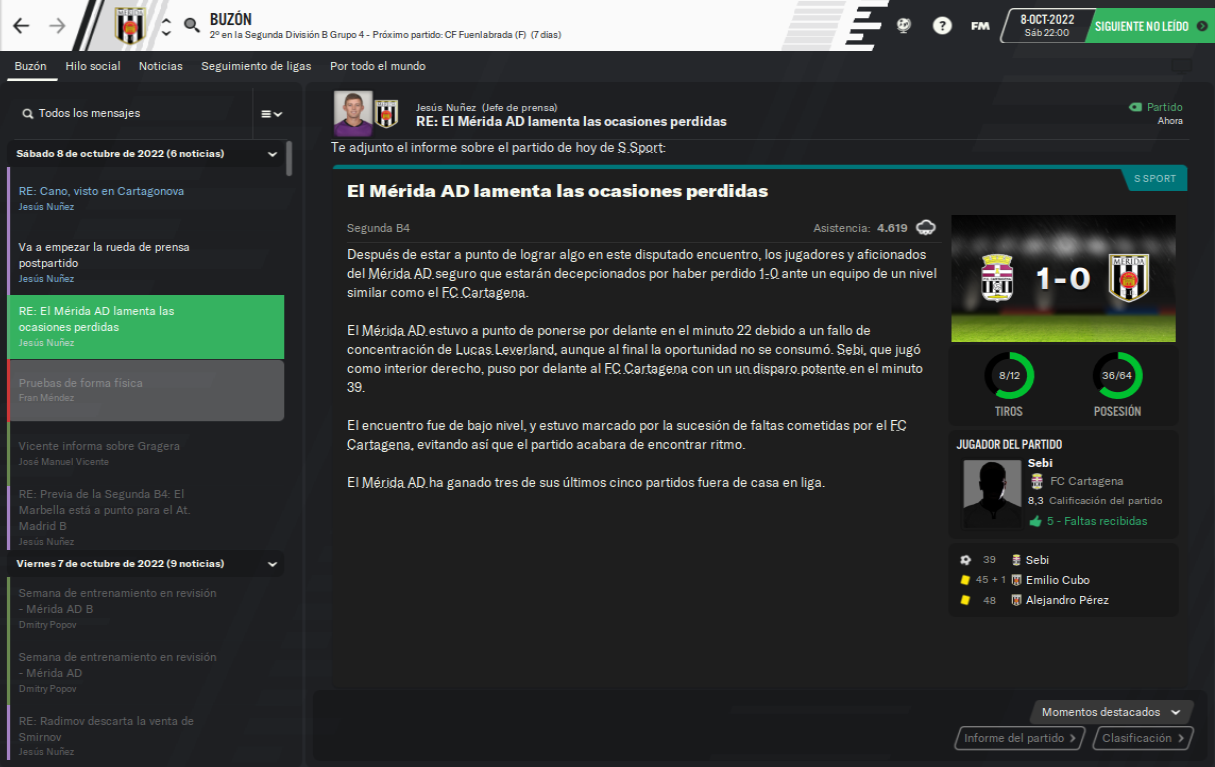 BUZÓN
2º en la Segunda División B Grupo 4 - Próximo partido: CF Fuenlabrada (F) (7 días)
?
FM
8-OCT-2022
Sáb 22:00
SIGUIENTE NO LEÍDO
Buzón Hilo social Noticias Seguimiento de ligas Por todo el mundo
Todos los mensajes
Sábado 8 de octubre de 2022 (6 noticias)
RE: Cano, visto en Cartagonova
Jesús Nuñez
Va a empezar la rueda de prensa
postpartido
Jesús Nuñez
RE: El Mérida AD lamenta las
ocasiones perdidas
Jesús Nuñez
Pruebas de forma física
Fran Méndez
Vicente informa sobre Gragera
José Manuel Vicente
RE: Previa de la Segunda B4: El
Marbella está a punto para el At.
Madrid B
Jesús Nuñez
Viernes 7 de octubre de 2022 (9 noticias)
Semana de entrenamiento en revisión
- Mérida AD B
Dmitry Popov
Semana de entrenamiento en revisión
- Mérida AD
Dmitry Popov
RE: Radimov descarta la venta de
Smirnov
Jesús Nuñez
Jesús Nuñez (Jefe de prensa)
RE: El Mérida AD lamenta las ocasiones perdidas
Partido
Ahora
Te adjunto el informe sobre el partido de hoy de S Sport:
S SPORT
El Mérida AD lamenta las ocasiones perdidas
Segunda B4
Asistencia: 4.619
Después de estar a punto de lograr algo en este disputado encuentro, los jugadores y aficionados
del Mérida AD seguro que estarán decepcionados por haber perdido 1-0 ante un equipo de un nivel
similar como el FC Cartagena.
El Mérida AD estuvo a punto de ponerse por delante en el minuto 22 debido a un fallo de
concentración de Lucas Leverland, aunque al final la oportunidad no se consumó. Sebi, que jugó
como interior derecho, puso por delante al FC Cartagena con un un disparo potente en el minuto
39.
El encuentro fue de bajo nivel, y estuvo marcado por la sucesión de faltas cometidas por el FC
Cartagena, evitando así que el partido acabara de encontrar ritmo.
El Mérida AD ha ganado tres de sus últimos cinco partidos fuera de casa en liga.
1-0
MÉRIDA
8/12
36/64
TIROS
POSESIÓN
JUGADOR DEL PARTIDO
Sebi
FC Cartagena
8,3 Calificación del partido
5 - Faltas recibidas
39 Sebi
45 + 1 Emilio Cubo
48 Alejandro Pérez
Momentos destacados
Informe del partido
Clasificación